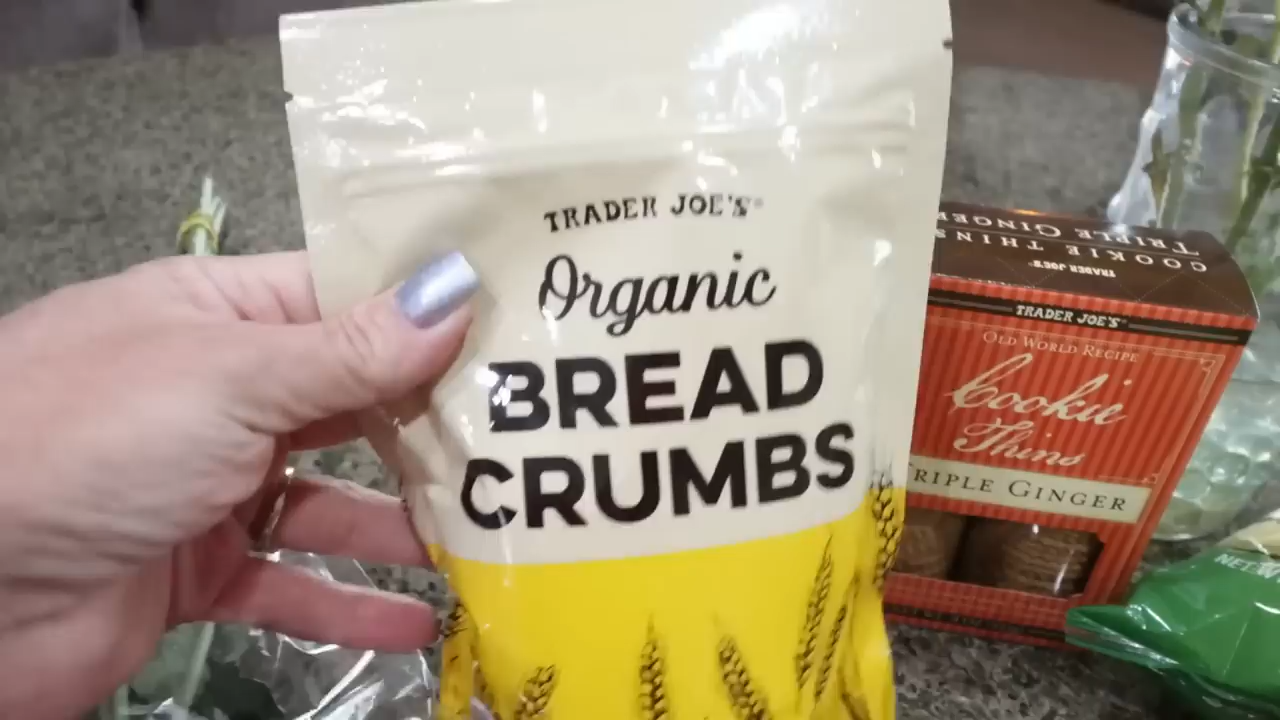 TRADER JOE'S
Organic
BREAD
CRUMBS
TRIPLE GINGER
COOKIE THINS
TRADER JOE'S
TRADER JOE'S
OLD WORLD RECIPE
Cookie
Thins
TRIPLE GINGER
NET